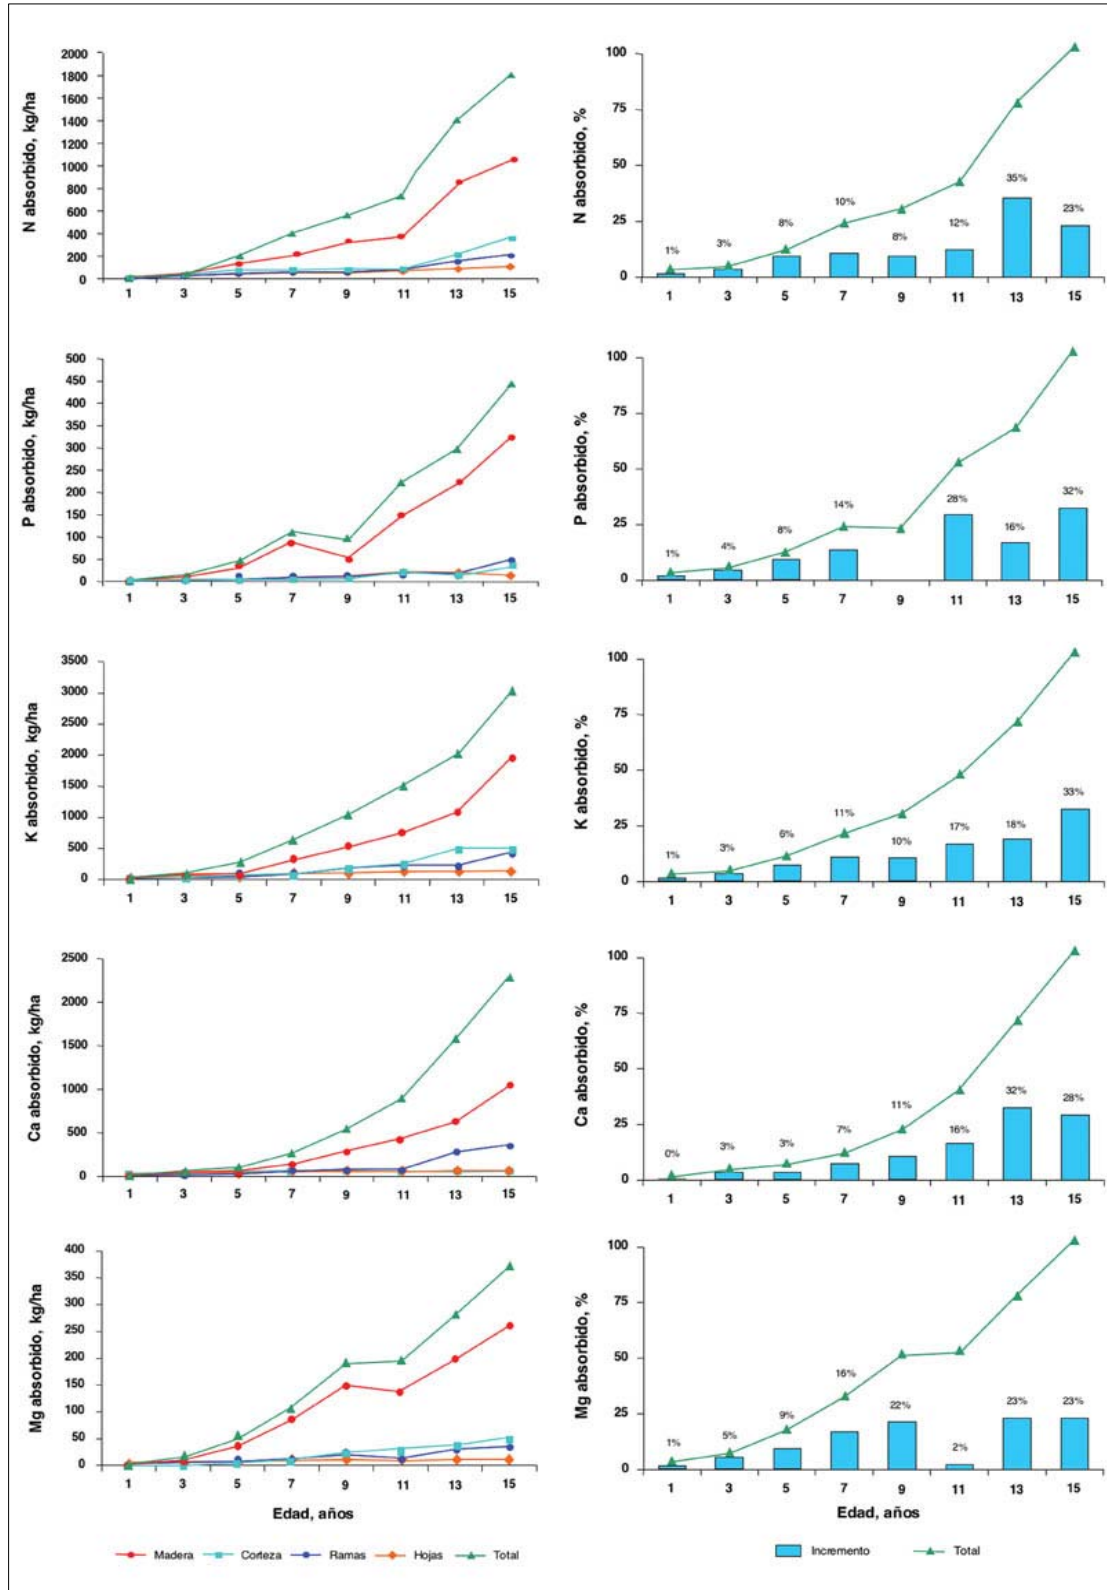 N absorbido, kg/ha
2000
1800
1600
1400
1200
1000
800
600
400
200
0
1 3 5 7 9 11 13 15
N absorbido, %
100
75
50
25
0
1% 3% 8% 10% 8% 12% 35% 23%
1 3 5 7 9 11 13 15
P absorbido, kg/ha
500
450
400
350
300
250
200
150
100
50
0
1 3 5 7 9 11 13 15
P absorbido, %
100
75
50
25
0
1% 4% 8% 14% 28% 16% 32%
1 3 5 7 9 11 13 15
K absorbido, kg/ha
3500
3000
2500
2000
1500
1000
500
0
1 3 5 7 9 11 13 15
K absorbido, %
100
75
50
25
0
1% 3% 6% 11% 10% 17% 18% 33%
1 3 5 7 9 11 13 15
Ca absorbido, kg/ha
2500
2000
1500
1000
500
0
1 3 5 7 9 11 13 15
Ca absorbido, %
100
75
50
25
0
0% 3% 3% 7% 11% 16% 32% 28%
1 3 5 7 9 11 13 15
Mg absorbido, kg/ha
400
350
300
250
200
150
100
50
0
1 3 5 7 9 11 13 15
Edad, años
Mg absorbido, %
100
75
50
25
0
1% 5% 9% 16% 22% 2% 23% 23%
1 3 5 7 9 11 13 15
Edad, años
Madera Corteza Ramas Hojas Total
Incremento Total